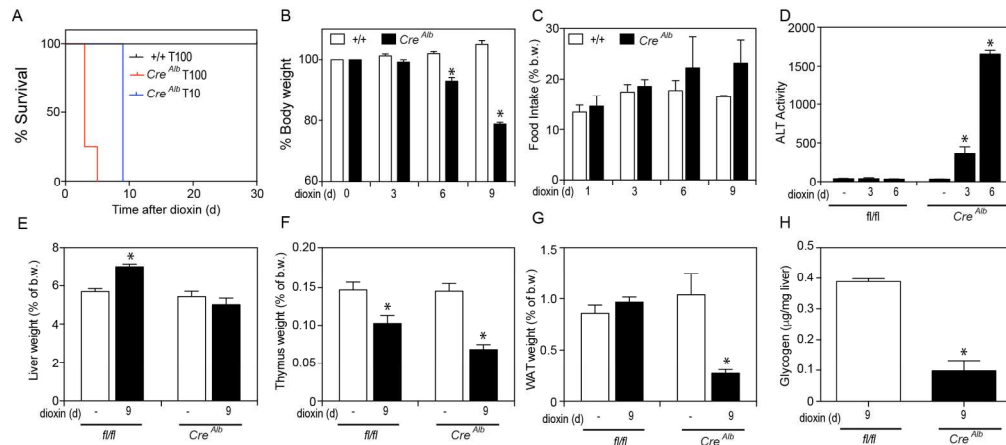 A
% Survival
100
50
0
+/+ T100
Cre Alb T100
Cre Alb T10
0 10 20 30
Time after dioxin (d)
B
+/+ Cre Alb
% Body weight
100
80
60
*
*
dioxin (d) 0 3 6 9
C
+/+ Cre Alb
Food Intake (% b.w.)
30
20
10
0
dioxin (d) 1 3 6 9
D
ALT Activity
2000
1500
1000
500
0
*
*
dioxin (d) - 3 6 - 3 6
fl/fl Cre Alb
E
Liver weight (% of b.w.)
8
6
4
2
0
*
dioxin (d) - 9 - 9
fl/fl Cre Alb
F
Thymus weight (% of b.w.)
0.20
0.15
0.10
0.05
0.00
*
*
dioxin (d) - 9 - 9
fl/fl Cre Alb
G
WAT weight (% of b.w.)
1.5
1.0
0.5
0.0
*
dioxin (d) - 9 - 9
fl/fl Cre Alb
H
Glycogen (µg/mg liver)
0.5
0.4
0.3
0.2
0.1
0.0
*
dioxin (d) 9 9
fl/fl Cre Alb